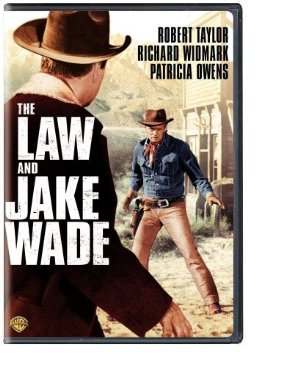 ROBERT TAYLOR
RICHARD WIDMARK
PATRICIA OWENS
THE
LAW
AND
JAKE
WADE